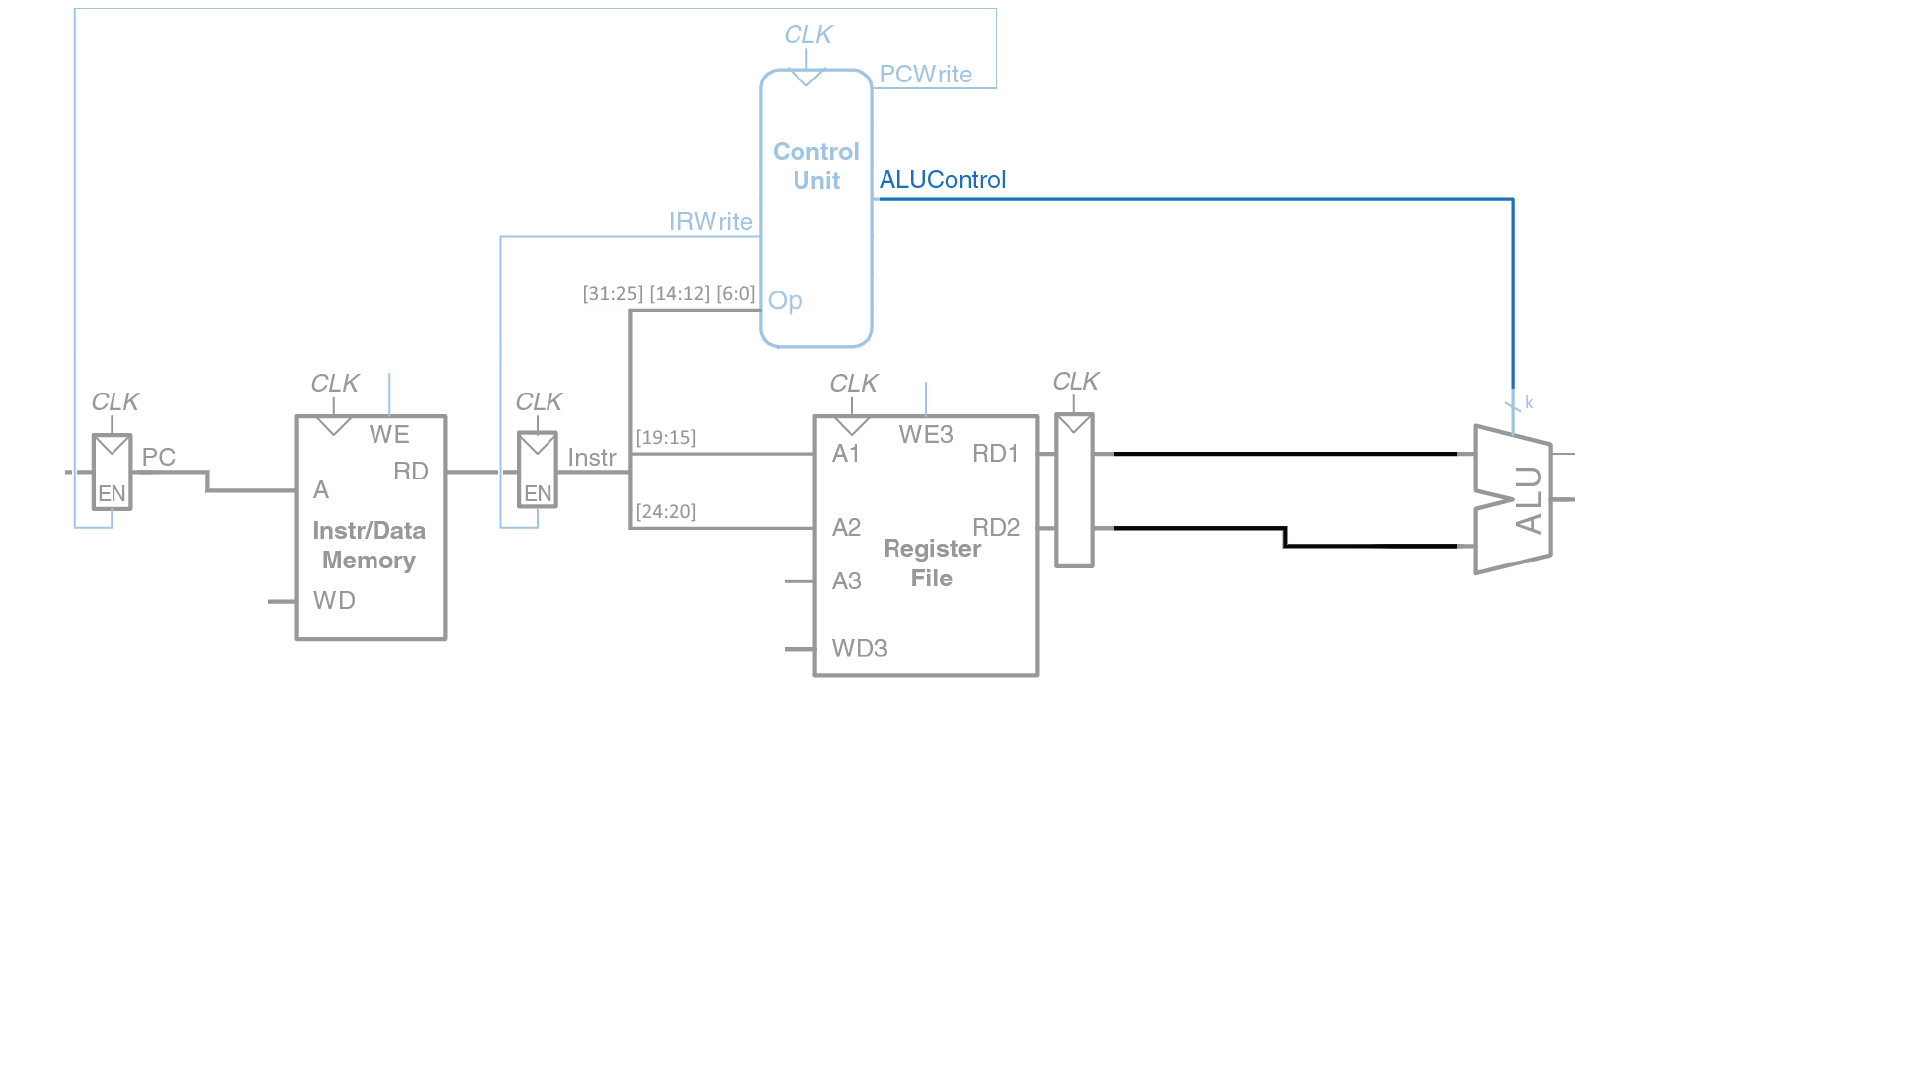 CLK
PCWrite
Control
Unit
ALUControl
IRWrite
[31:25] [14:12] [6:0]
Op
CLK
PC
EN
CLK
WE
RD
A
Instr/Data
Memory
WD
CLK
Instr
EN
[19:15]
[24:20]
CLK
WE3
A1
RD1
A2
RD2
Register
File
A3
WD3
CLK
k
ALU